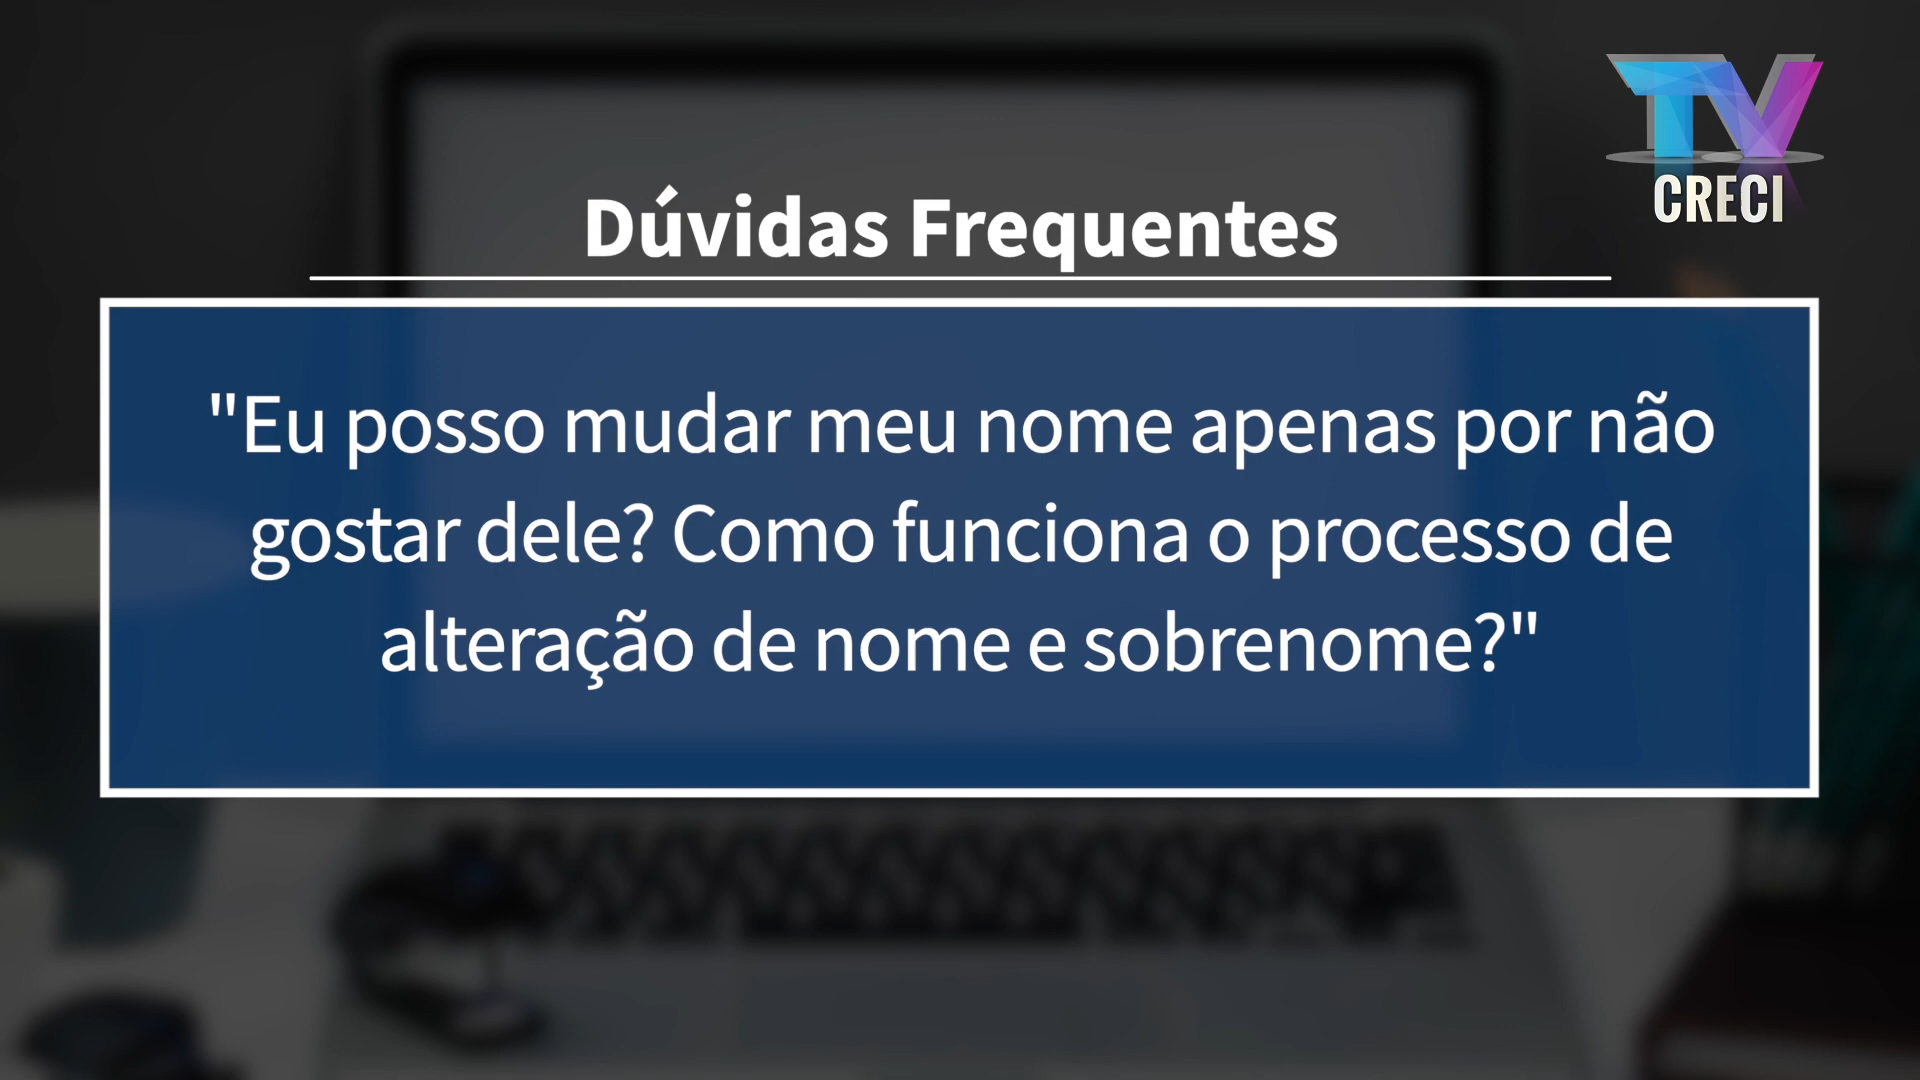 TV
CRECI
Dúvidas Frequentes
"Eu posso mudar meu nome apenas por não
gostar dele? Como funciona o processo de
alteração de nome e sobrenome?"